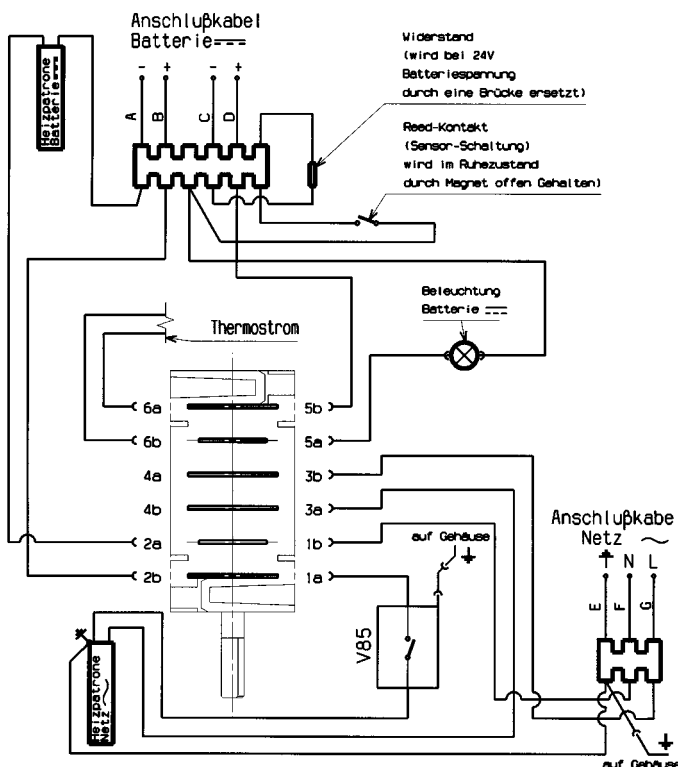 Anschlußkabel
Batterie
Widerstand
(wird bei 24V
Batteriespannung
durch eine Brücke ersetzt)
- + - +
A B C D
Heizpatrone
Batterie
Reed-Kontakt
(Sensor-Schaltung)
wird im Ruhezustand
durch Magnet offen Gehalten)
Beleuchtung
Batterie
Thermostrom
6a 5b
6b 5a
4a 3b
4b 3a
2a 1b
2b 1a
auf Gehäuse
Anschlußkabe
Netz ~
N L
E F G
V85
Heizpatrone
Netz ~
auf Gehäuse